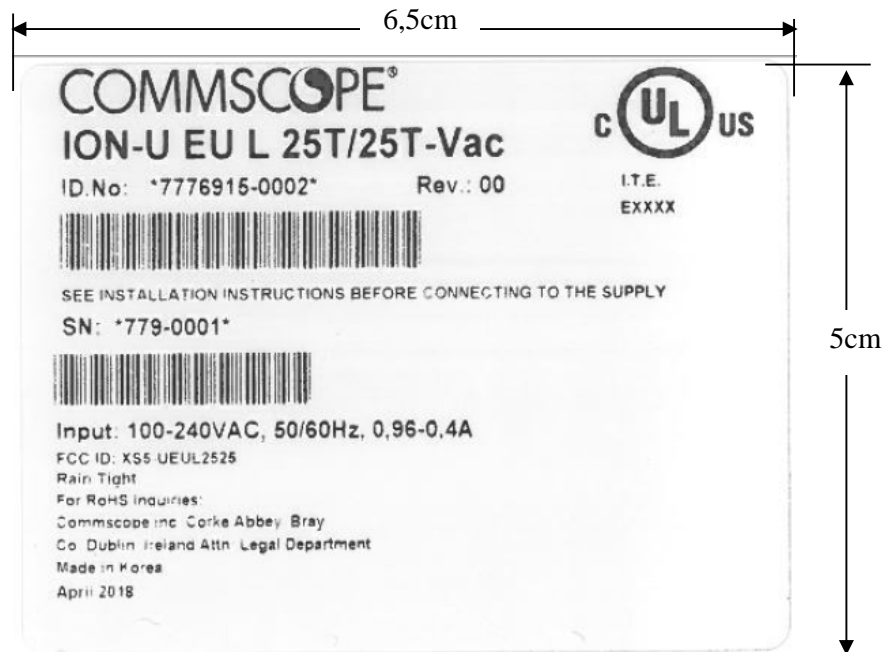 6,5cm
COMMSCOPE®
ION-U EU L 25T/25T-Vac
C UL US
ID.No: *7776915-0002* Rev.: 00
I.T.E.
EXXXX
SEE INSTALLATION INSTRUCTIONS BEFORE CONNECTING TO THE SUPPLY
SN: *779-0001*
5cm
Input: 100-240VAC, 50/60Hz, 0,96-0,4A
FCC ID: XS5-UEUL2525
Rain Tight
For RoHS inquiries:
Commscope Inc. Corke Abbey, Bray
Co. Dublin, Ireland Attn: Legal Department
Made in Korea
April 2018